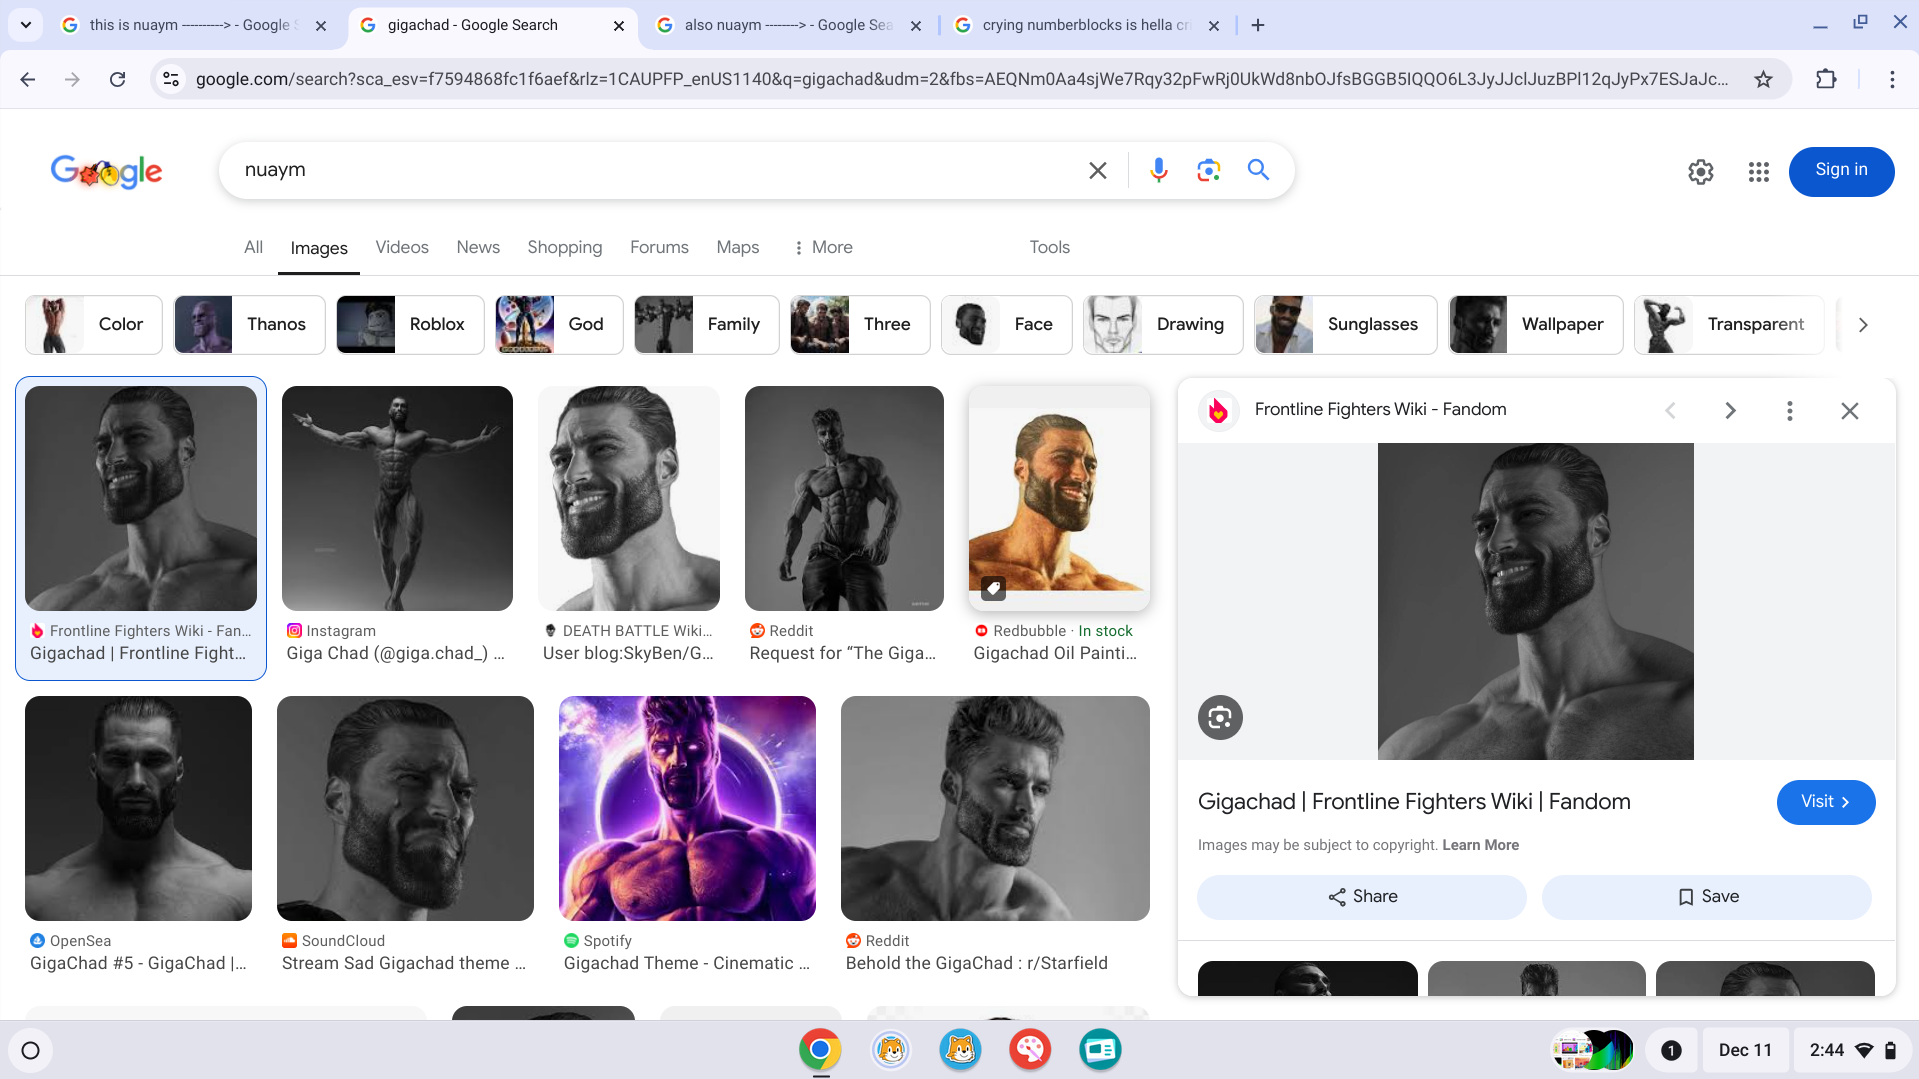 this is nuaym ----------> - Google S
gigachad - Google Search
also nuaym --------> - Google Sea
crying numberblocks is hella cri
google.com/search?sca_esv=f7594868fc1f6aef&rlz=1CAUPFP_enUS1140&q=gigachad&udm=2&fbs=AEQNm0Aa4sjWe7Rqy32pFwRj0UkWd8nbOJfsBGGB5IQQO6L3JyJJclJuzBPl12qJyPx7ESJaJc...
Google
nuaym
Sign in
All
Images
Videos
News
Shopping
Forums
Maps
More
Tools
Color
Thanos
Roblox
God
Family
Three
Face
Drawing
Sunglasses
Wallpaper
Transparent
Frontline Fighters Wiki - Fan...
Gigachad | Frontline Fight...
Instagram
Giga Chad (@giga.chad_) ...
DEATH BATTLE Wiki...
User blog:SkyBen/G...
Reddit
Request for “The Giga...
Redbubble · In stock
Gigachad Oil Painti...
OpenSea
GigaChad #5 - GigaChad |...
SoundCloud
Stream Sad Gigachad theme ...
Spotify
Gigachad Theme - Cinematic ...
Reddit
Behold the GigaChad : r/Starfield
Frontline Fighters Wiki - Fandom
Gigachad | Frontline Fighters Wiki | Fandom
Visit
Images may be subject to copyright. Learn More
Share
Save
1
Dec 11
2:44